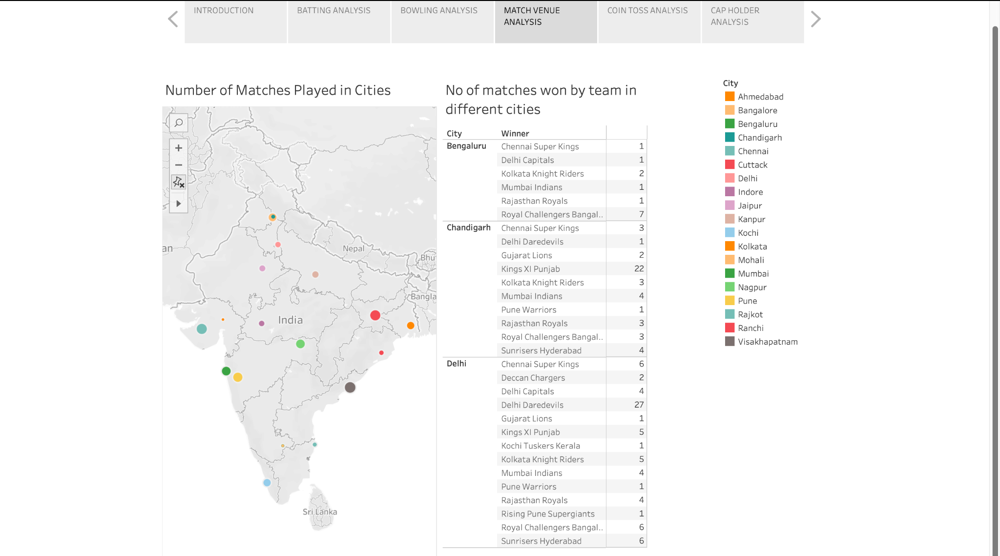 INTRODUCTION
BATTING ANALYSIS
BOWLING ANALYSIS
MATCH VENUE
ANALYSIS
COIN TOSS ANALYSIS
CAP HOLDER
ANALYSIS
Number of Matches Played in Cities
an
Nepal
Bhu
Bangla
India
Sri Lanka
No of matches won by team in
different cities
City Winner
Bengaluru Chennai Super Kings 1
Delhi Capitals 1
Kolkata Knight Riders 2
Mumbai Indians 1
Rajasthan Royals 1
Royal Challengers Bangal.. 7
Chandigarh Chennai Super Kings 3
Delhi Daredevils 1
Gujarat Lions 2
Kings XI Punjab 22
Kolkata Knight Riders 3
Mumbai Indians 4
Pune Warriors 1
Rajasthan Royals 3
Royal Challengers Bangal.. 3
Sunrisers Hyderabad 4
Delhi Chennai Super Kings 6
Deccan Chargers 2
Delhi Capitals 4
Delhi Daredevils 27
Gujarat Lions 1
Kings XI Punjab 5
Kochi Tuskers Kerala 1
Kolkata Knight Riders 5
Mumbai Indians 4
Pune Warriors 1
Rajasthan Royals 4
Rising Pune Supergiants 1
Royal Challengers Bangal.. 6
Sunrisers Hyderabad 6
City
Ahmedabad
Bangalore
Bengaluru
Chandigarh
Chennai
Cuttack
Delhi
Indore
Jaipur
Kanpur
Kochi
Kolkata
Mohali
Mumbai
Nagpur
Pune
Rajkot
Ranchi
Visakhapatnam